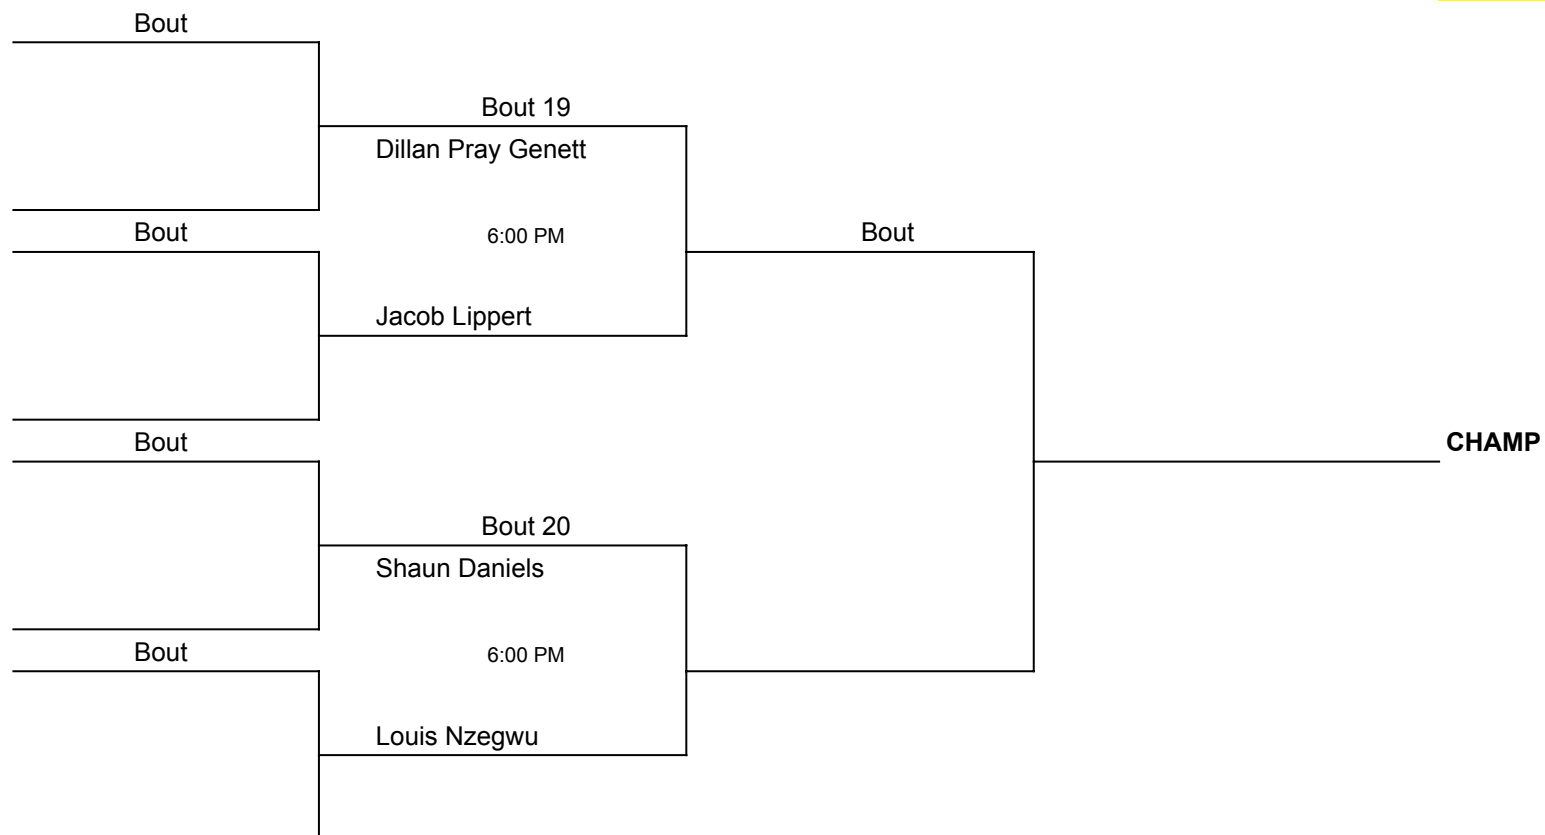 Bout
Bout 19
Dillan Pray Genett
Bout
6:00 PM
Bout
Jacob Lippert
Bout
CHAMP
Bout 20
Shaun Daniels
Bout
6:00 PM
Louis Nzegwu